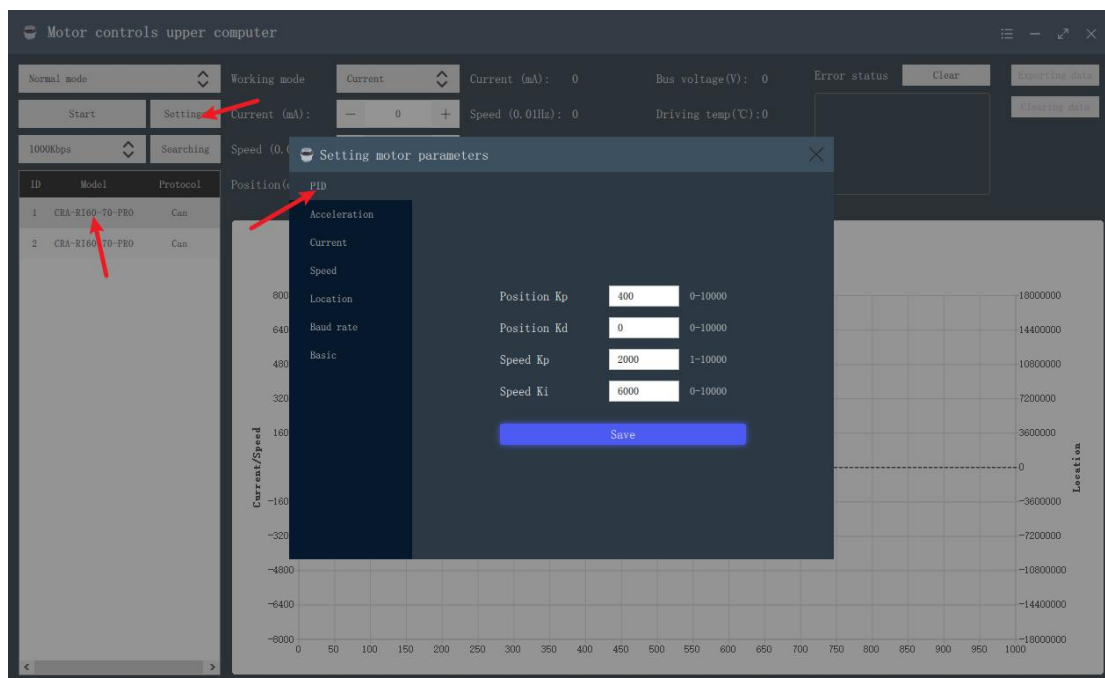 Motor controls upper computer
Normal mode
Working mode
Current
Current (mA): 0
Bus voltage(V): 0
Error status
Clear
Exporting data
Start
Setting
Current (mA):
— 0 +
Speed (0.01Hz): 0
Driving temp(℃):0
Clearing data
1000Kbps
Searching
Speed (0.
Setting motor parameters
ID Model Protocol
Position(
1 CRA-RI60-70-PRO Can
2 CRA-RI60-70-PRO Can
PID
Acceleration
Current
Speed
Location
Baud rate
Basic
Position Kp 400 0-10000
Position Kd 0 0-10000
Speed Kp 2000 1-10000
Speed Ki 6000 0-10000
Save
Current/Speed
800
640
480
320
160
-160
-320
-4800
-6400
-8000
18000000
14400000
10800000
7200000
3600000
0
-3600000
-7200000
-10800000
-14400000
-18000000
Location
0 50 100 150 200 250 300 350 400 450 500 550 600 650 700 750 800 850 900 950 1000